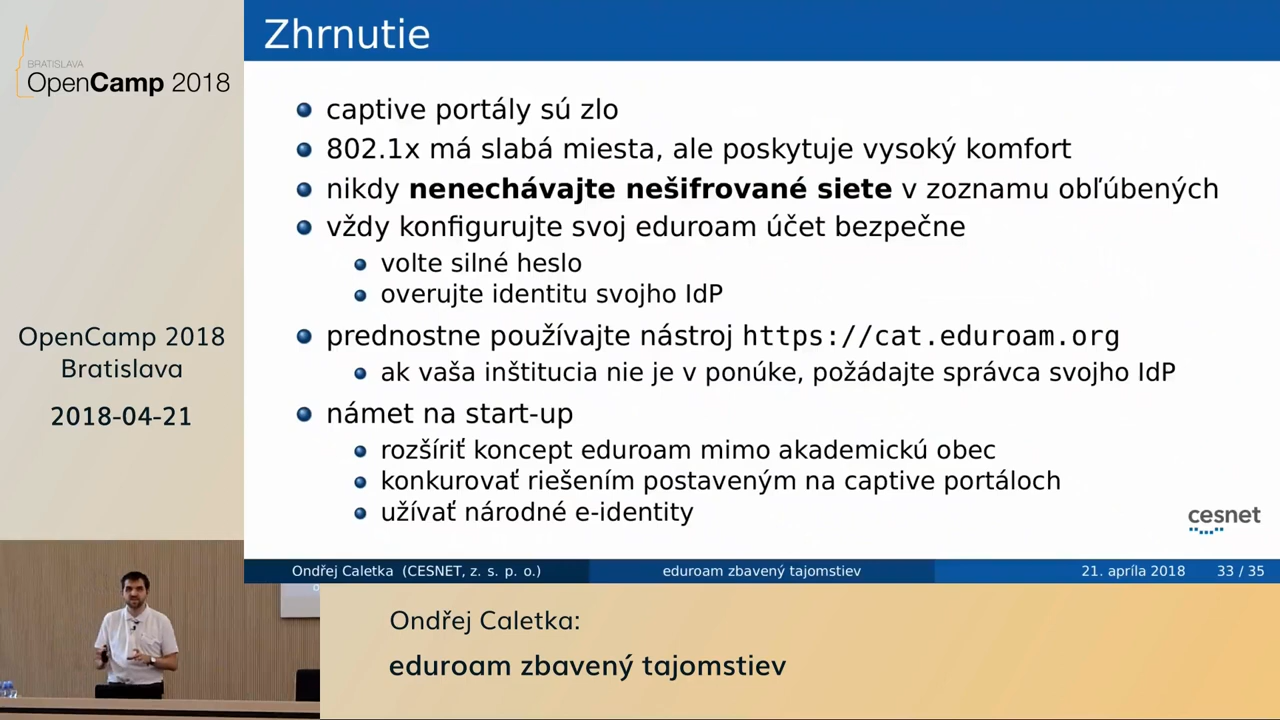 BRATISLAVA
OpenCamp 2018
OpenCamp 2018
Bratislava
2018-04-21
Zhrnutie
captive portály sú zlo
802.1x má slabá miesta, ale poskytuje vysoký komfort
nikdy nenechávajte nešifrované siete v zoznamu obľúbených
vždy konfigurujte svoj eduroam účet bezpečne
volte silné heslo
overujte identitu svojho IdP
prednostne používajte nástroj https://cat.eduroam.org
ak vaša inštitucia nie je v ponúke, požádajte správca svojho IdP
námet na start-up
rozšíriť koncept eduroam mimo akademickú obec
konkurovať riešením postaveným na captive portáloch
užívať národné e-identity
cesnet
Ondřej Caletka (CESNET, z. s. p. o.) eduroam zbavený tajomstiev 21. apríla 2018 33 / 35
Ondřej Caletka:
eduroam zbavený tajomstiev